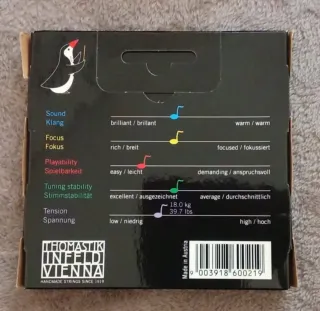 Sound
Klang
brilliant / brillant
warm / warm
Focus
Fokus
rich / breit
focused / fokussiert
Playability
Spielbarkeit
easy / leicht
demanding / anspruchsvoll
Tuning stability
Stimmstabilität
excellent / ausgezeichnet
average / durchschnittlich
Tension
Spannung
18.0 kg
39.7 lbs
low / niedrig
high / hoch
THOMASTIK
INFELD
VIENNA
HANDMADE STRINGS SINCE 1919
Made in Austria
9 003918 600219